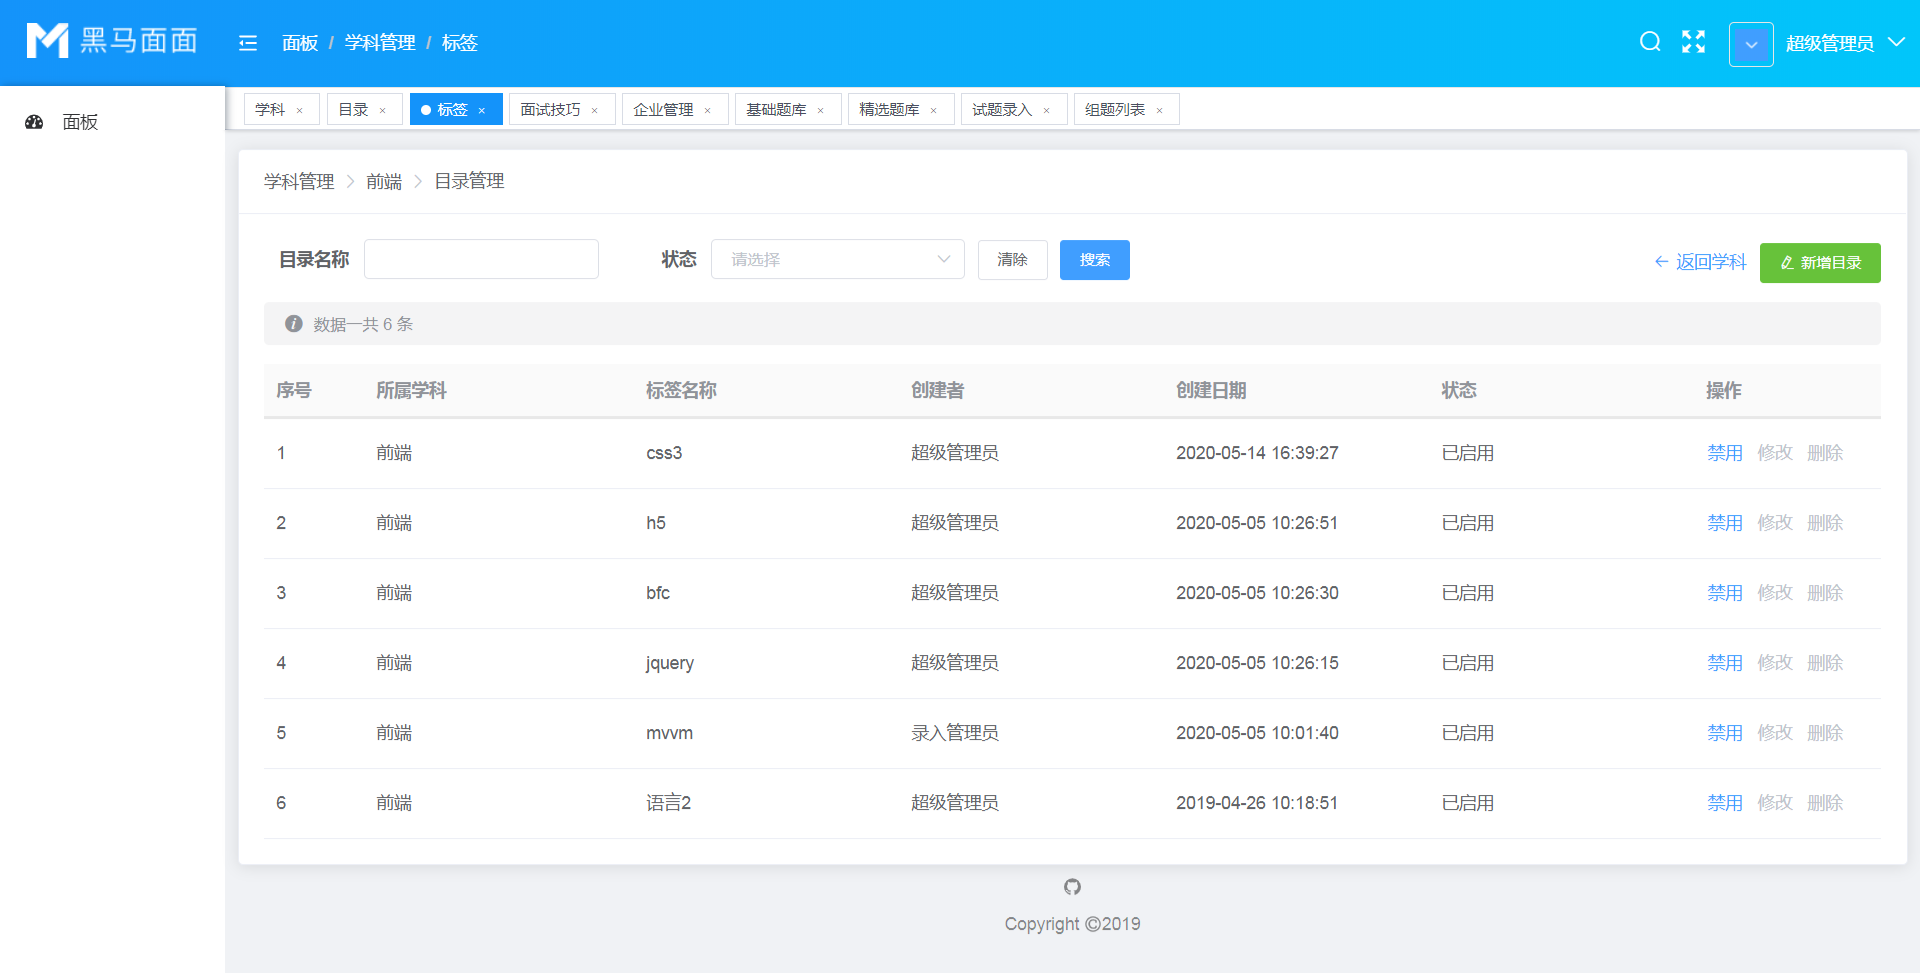 黑马面面
面板 / 学科管理 / 标签
超级管理员
面板
学科 × 目录 × 标签 × 面试技巧 × 企业管理 × 基础题库 × 精选题库 × 试题录入 × 组题列表 ×
学科管理 > 前端 > 目录管理
目录名称 状态 请选择 清除 搜索 ← 返回学科 新增目录
数据一共 6 条
序号 所属学科 标签名称 创建者 创建日期 状态 操作
1 前端 css3 超级管理员 2020-05-14 16:39:27 已启用 禁用 修改 删除
2 前端 h5 超级管理员 2020-05-05 10:26:51 已启用 禁用 修改 删除
3 前端 bfc 超级管理员 2020-05-05 10:26:30 已启用 禁用 修改 删除
4 前端 jquery 超级管理员 2020-05-05 10:26:15 已启用 禁用 修改 删除
5 前端 mvvm 录入管理员 2020-05-05 10:01:40 已启用 禁用 修改 删除
6 前端 语言2 超级管理员 2019-04-26 10:18:51 已启用 禁用 修改 删除
Copyright ©2019